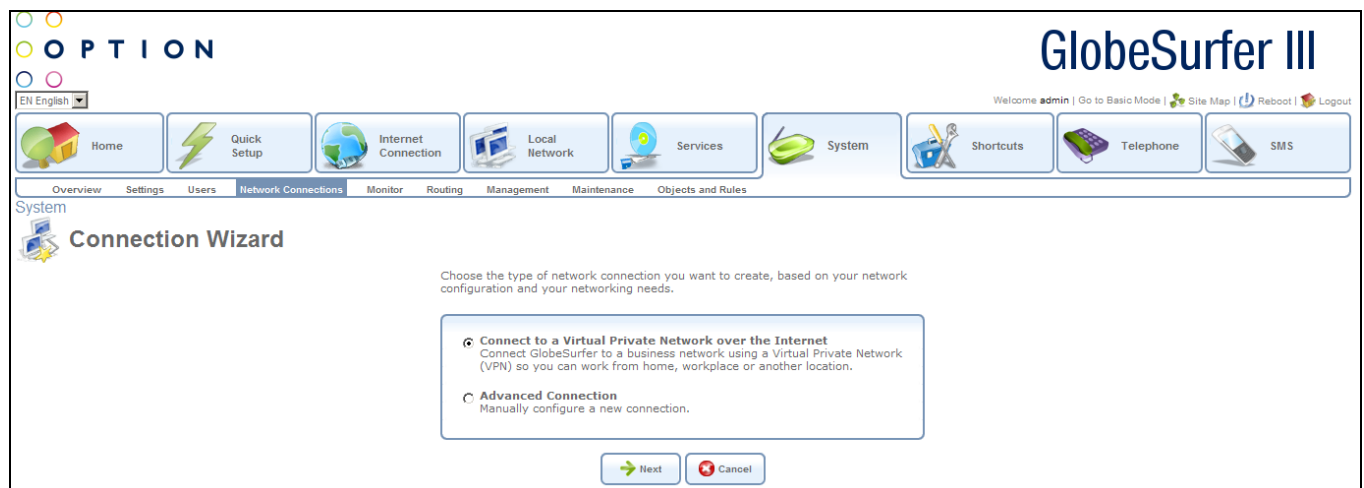 OPTION
GlobeSurfer III
EN English
Welcome admin | Go to Basic Mode | Site Map | Reboot | Logout
Home
Quick
Setup
Internet
Connection
Local
Network
Services
System
Shortcuts
Telephone
SMS
Overview Settings Users Network Connections Monitor Routing Management Maintenance Objects and Rules
System
Connection Wizard
Choose the type of network connection you want to create, based on your network
configuration and your networking needs.
Connect to a Virtual Private Network over the Internet
Connect GlobeSurfer to a business network using a Virtual Private Network
(VPN) so you can work from home, workplace or another location.
Advanced Connection
Manually configure a new connection.
Next
Cancel